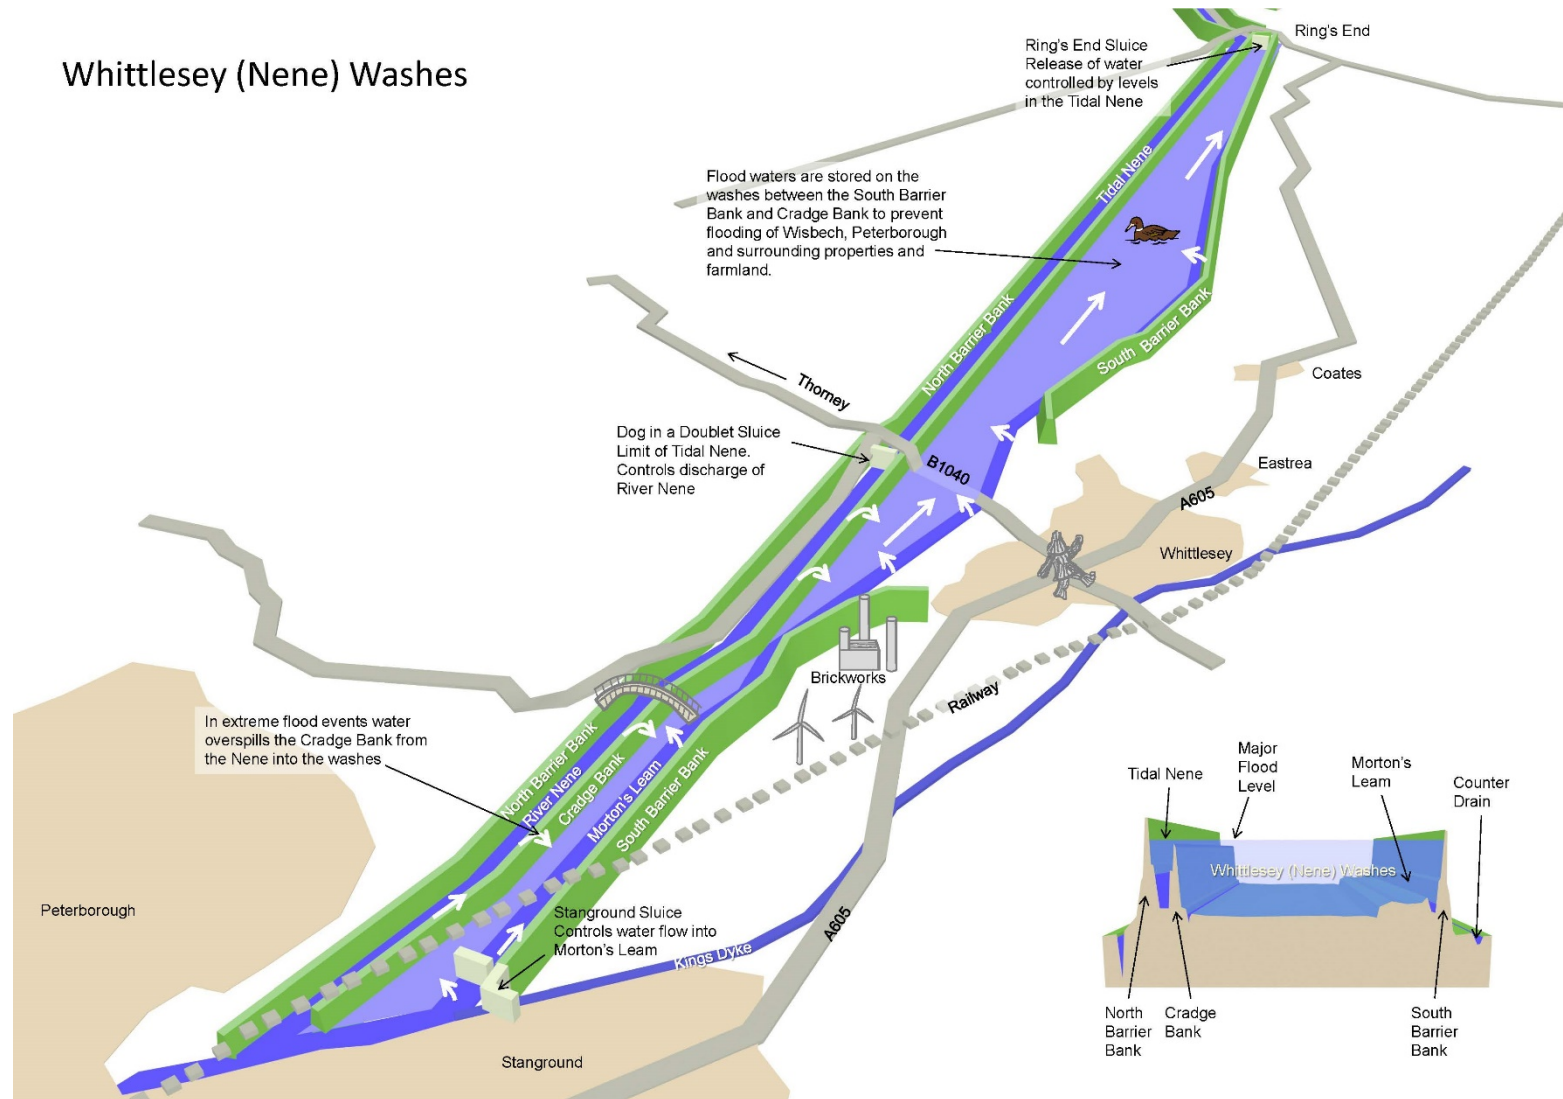 Whittlesey (Nene) Washes
Ring's End
Ring's End Sluice
Release of water
controlled by levels
in the Tidal Nene
Flood waters are stored on the
washes between the South Barrier
Bank and Cradge Bank to prevent
flooding of Wisbech, Peterborough
and surrounding properties and
farmland.
Tidal Nene
North Barrier Bank
South Barrier Bank
Thorney
Coates
Dog in a Doublet Sluice
Limit of Tidal Nene.
Controls discharge of
River Nene
B1040
Eastrea
A605
Whittlesey
Brickworks
Railway
In extreme flood events water
overspills the Cradge Bank from
the Nene into the washes
North Barrier Bank
River Nene
Cradge Bank
Morton's Leam
South Barrier Bank
Peterborough
Stanground Sluice
Controls water flow into
Morton's Leam
A605
Kings Dyke
Stanground
Tidal Nene
Major
Flood
Level
Morton's
Leam
Counter
Drain
Whittlesey (Nene) Washes
North
Barrier
Bank
Cradge
Bank
South
Barrier
Bank